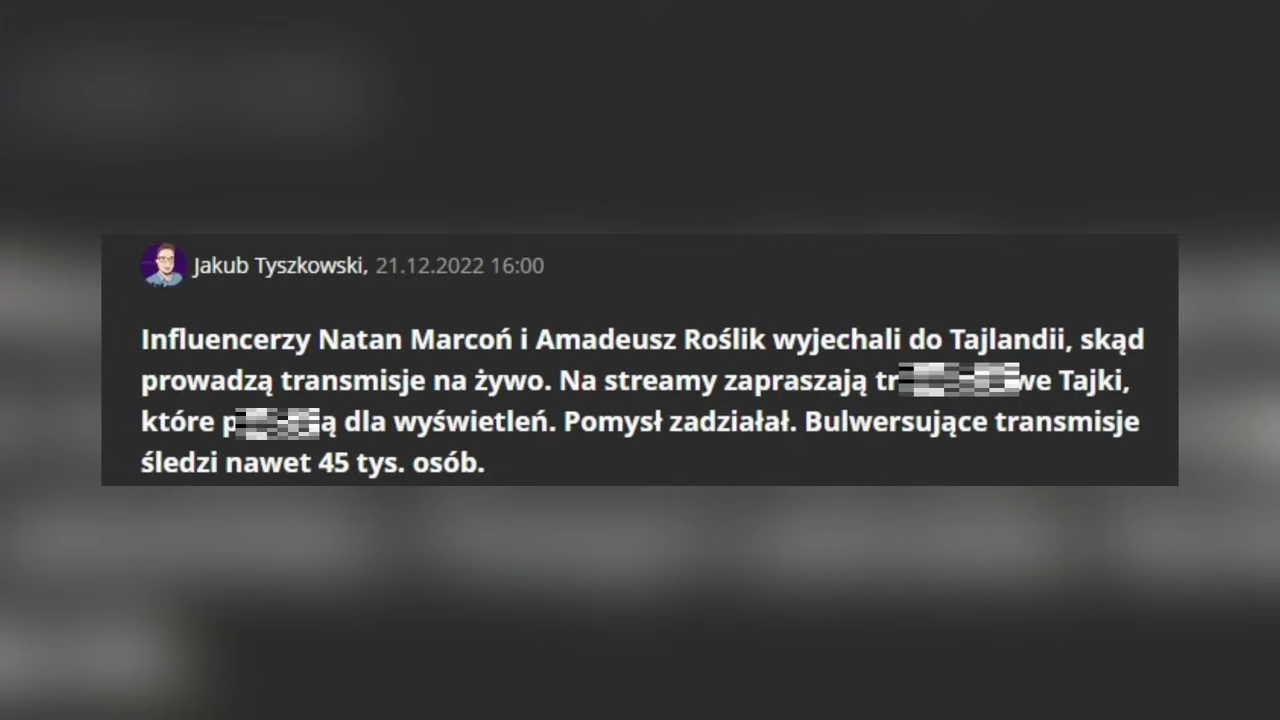 Jakub Tyszkowski, 21.12.2022 16:00
Influencerzy Natan Marcoń i Amadeusz Roślik wyjechali do Tajlandii, skąd
prowadzą transmisje na żywo. Na streamy zapraszają Tajki,
które dla wyświetleń. Pomysł zadziałał. Bulwersujące transmisje
śledzi nawet 45 tys. osób.